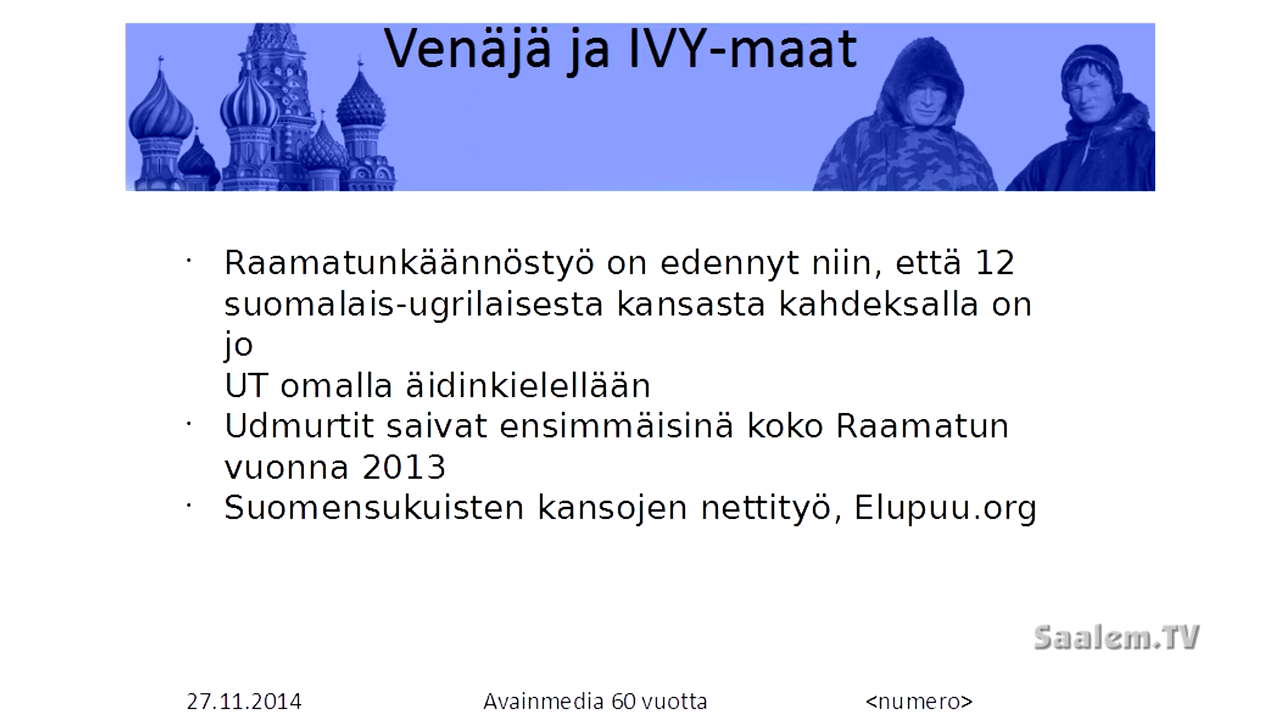 Venäjä ja IVY-maat
· Raamatunkäännöstyö on edennyt niin, että 12
suomalais-ugrilaisesta kansasta kahdeksalla on
jo
UT omalla äidinkielellään
· Udmurtit saivat ensimmäisinä koko Raamatun
vuonna 2013
· Suomensukuisten kansojen nettityö, Elupuu.org
Saalem.TV
27.11.2014 Avainmedia 60 vuotta <numero>